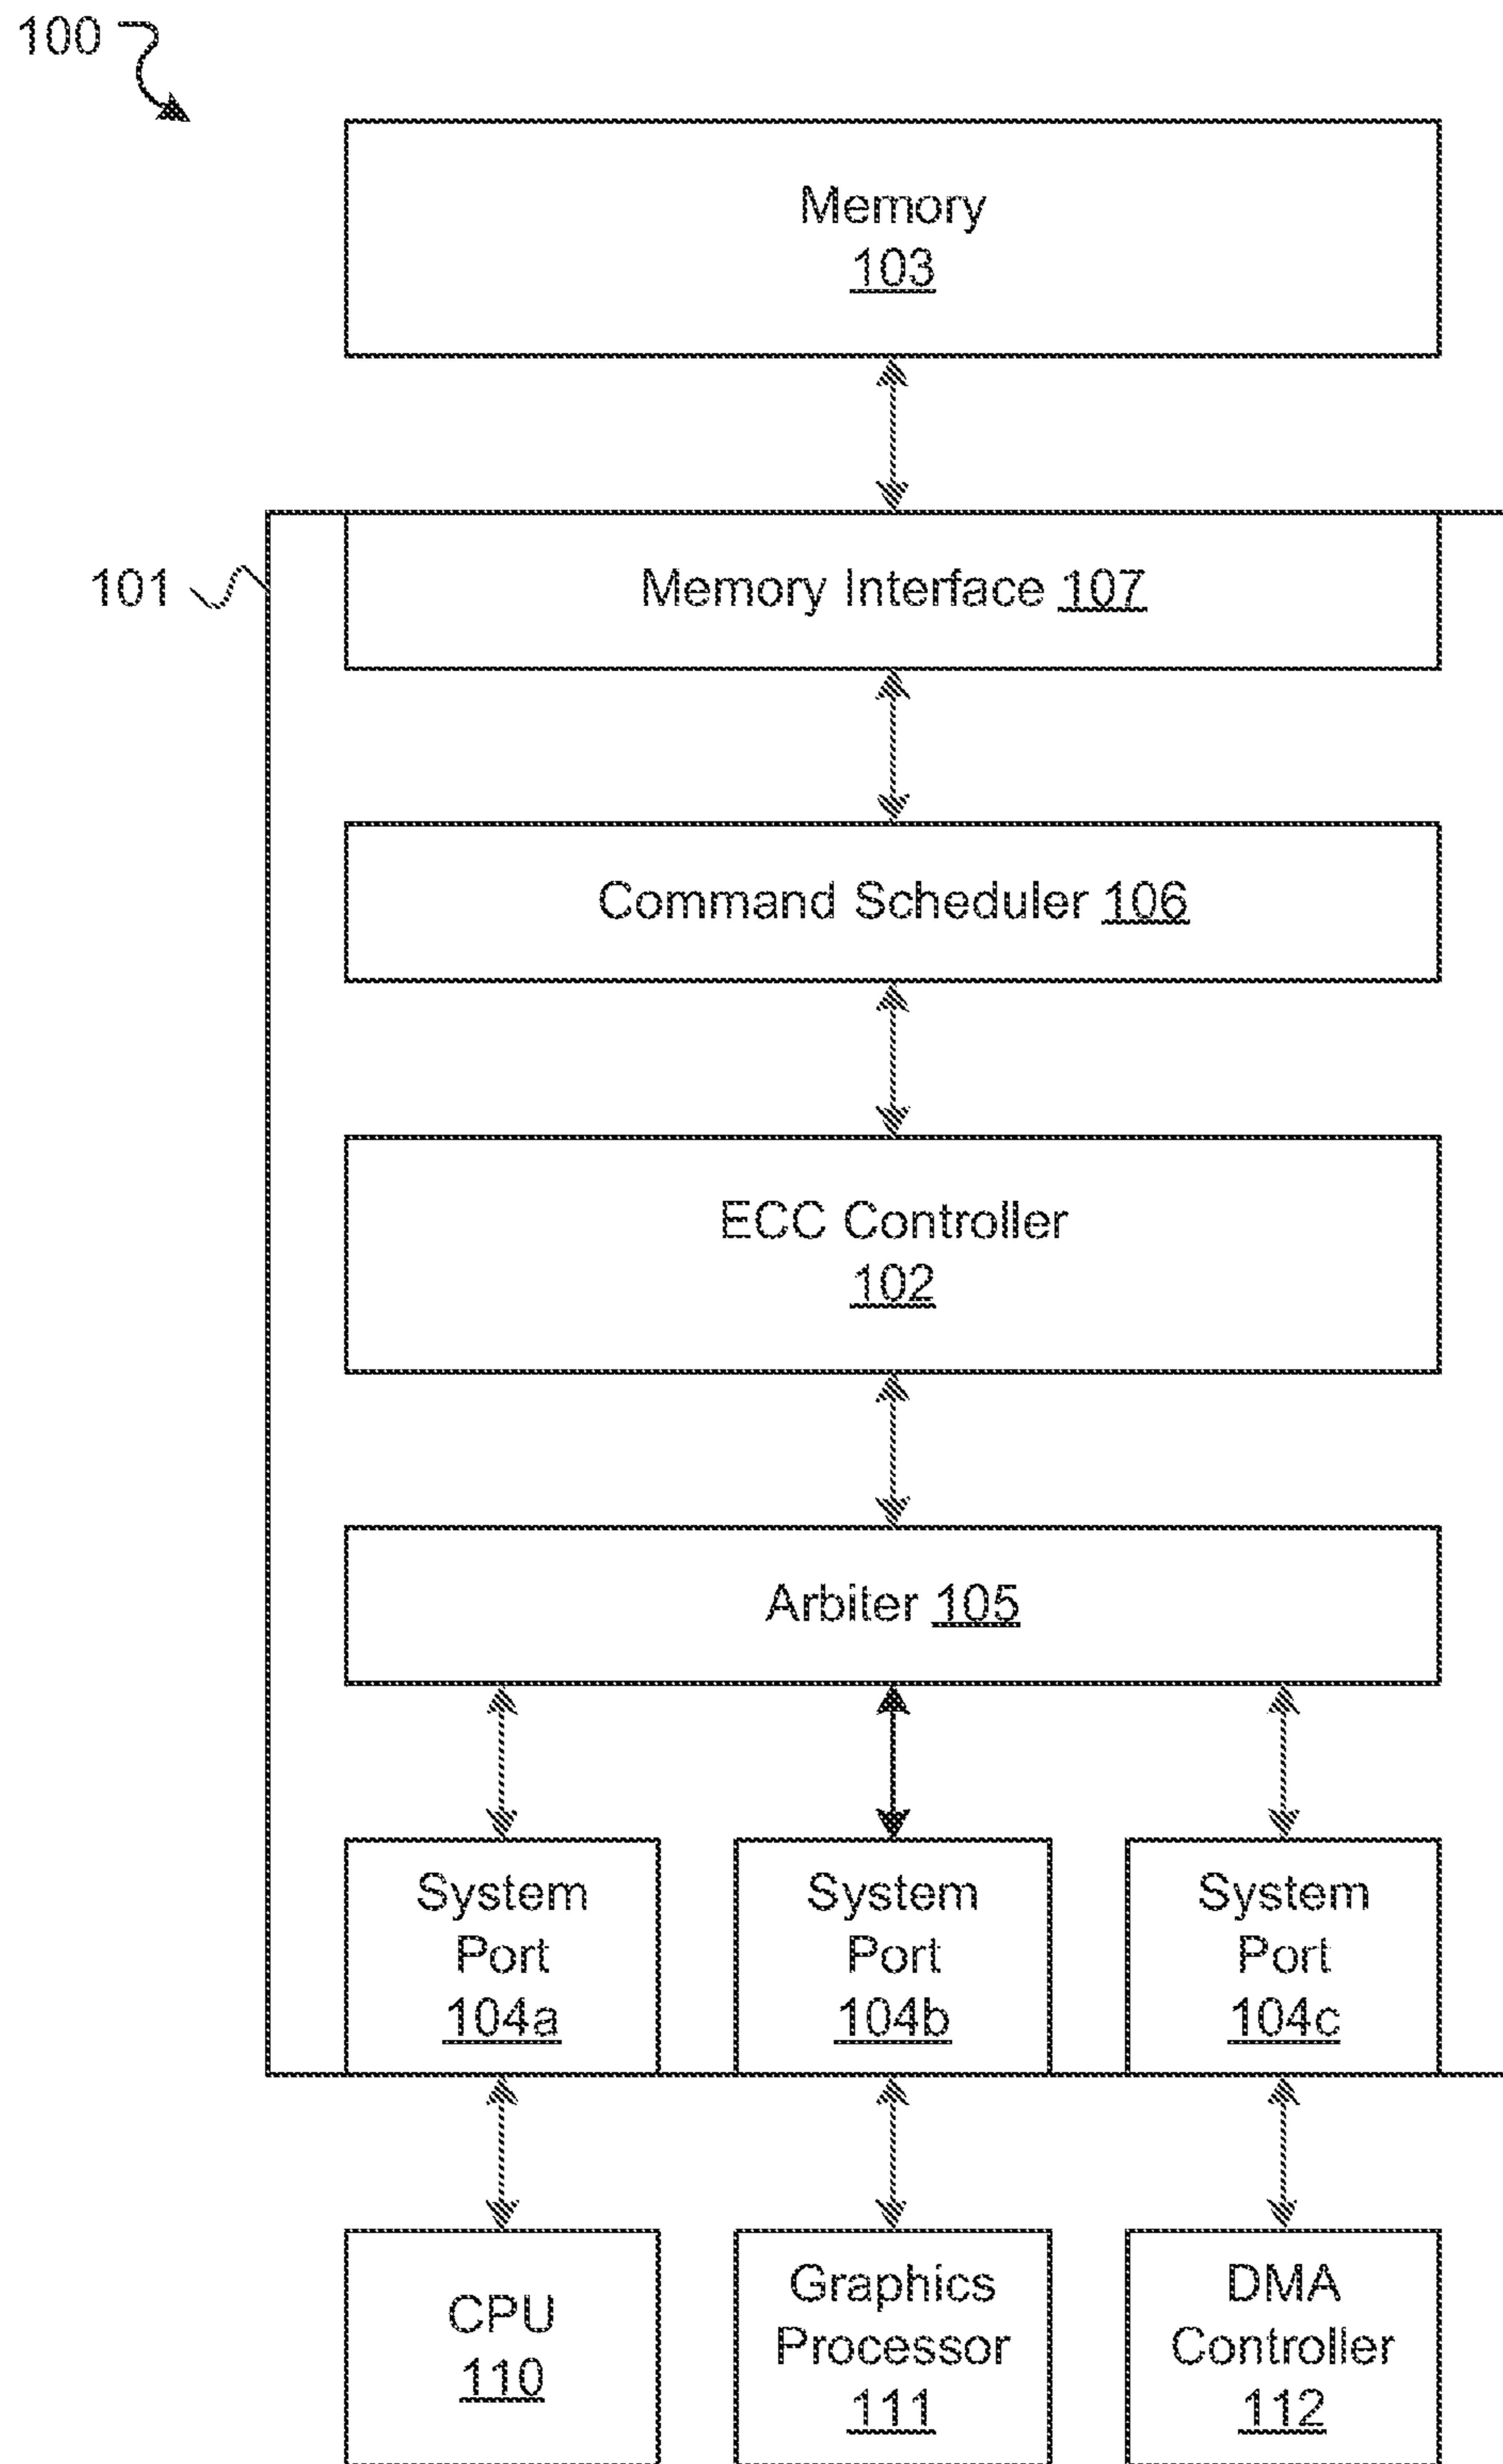 100
Memory
103
101
Memory Interface 107
Command Scheduler 106
ECC Controller
102
Arbiter 105
System
Port
104a
System
Port
104b
System
Port
104c
CPU
110
Graphics
Processor
111
DMA
Controller
112